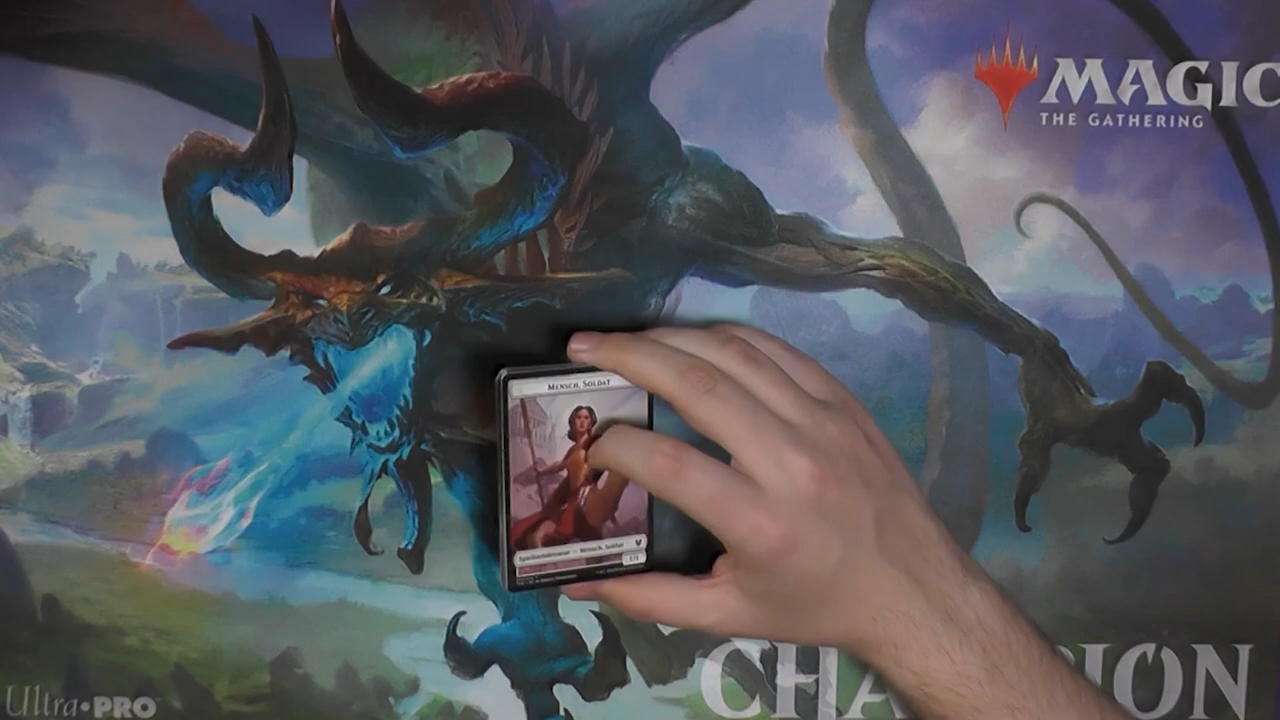 MAGIC
THE GATHERING
MENSCH, SOLDAT
Spielsteinkreatur — Mensch, Soldat
1/1
CHA ION
Ultra•PRO